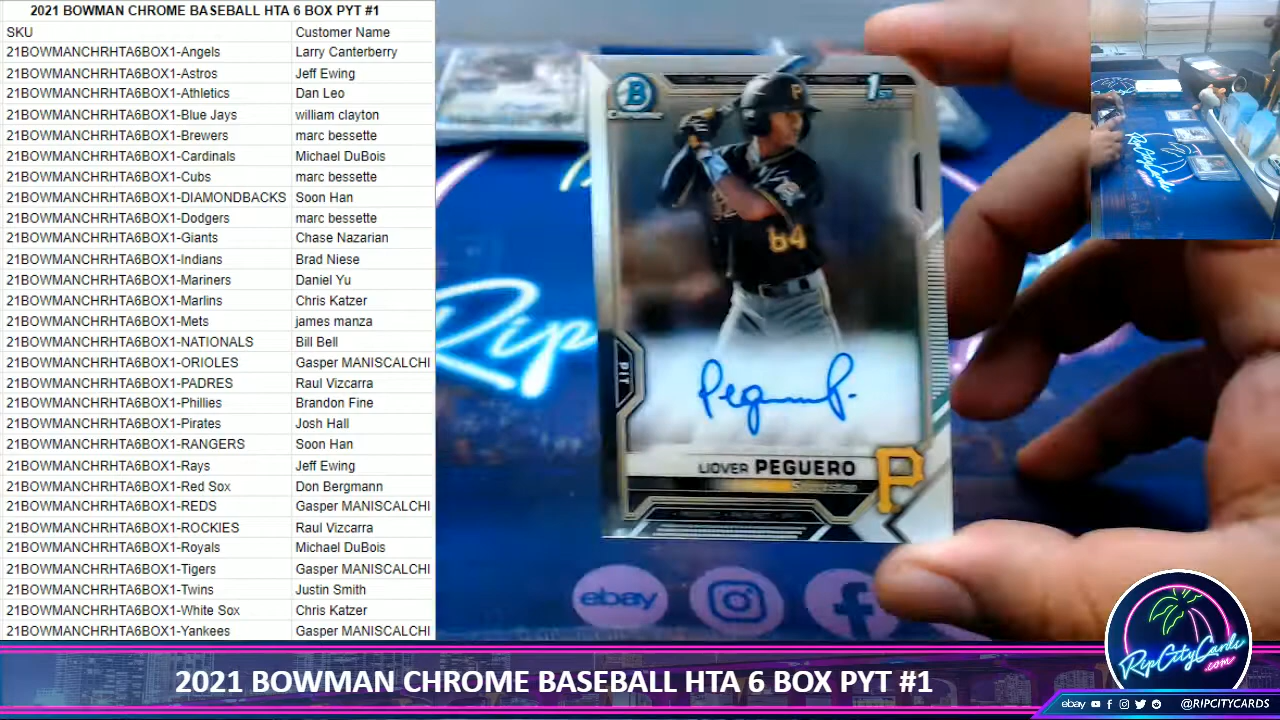 2021 BOWMAN CHROME BASEBALL HTA 6 BOX PYT #1
SKU Customer Name
21BOWMANCHRHTA6BOX1-Angels Larry Canterberry
21BOWMANCHRHTA6BOX1-Astros Jeff Ewing
21BOWMANCHRHTA6BOX1-Athletics Dan Leo
21BOWMANCHRHTA6BOX1-Blue Jays william clayton
21BOWMANCHRHTA6BOX1-Brewers marc bessette
21BOWMANCHRHTA6BOX1-Cardinals Michael DuBois
21BOWMANCHRHTA6BOX1-Cubs marc bessette
21BOWMANCHRHTA6BOX1-DIAMONDBACKS Soon Han
21BOWMANCHRHTA6BOX1-Dodgers marc bessette
21BOWMANCHRHTA6BOX1-Giants Chase Nazarian
21BOWMANCHRHTA6BOX1-Indians Brad Niese
21BOWMANCHRHTA6BOX1-Mariners Daniel Yu
21BOWMANCHRHTA6BOX1-Marlins Chris Katzer
21BOWMANCHRHTA6BOX1-Mets james manza
21BOWMANCHRHTA6BOX1-NATIONALS Bill Bell
21BOWMANCHRHTA6BOX1-ORIOLES Gasper MANISCALCHI
21BOWMANCHRHTA6BOX1-PADRES Raul Vizcarra
21BOWMANCHRHTA6BOX1-Phillies Brandon Fine
21BOWMANCHRHTA6BOX1-Pirates Josh Hall
21BOWMANCHRHTA6BOX1-RANGERS Soon Han
21BOWMANCHRHTA6BOX1-Rays Jeff Ewing
21BOWMANCHRHTA6BOX1-Red Sox Don Bergmann
21BOWMANCHRHTA6BOX1-REDS Gasper MANISCALCHI
21BOWMANCHRHTA6BOX1-ROCKIES Raul Vizcarra
21BOWMANCHRHTA6BOX1-Royals Michael DuBois
21BOWMANCHRHTA6BOX1-Tigers Gasper MANISCALCHI
21BOWMANCHRHTA6BOX1-Twins Justin Smith
21BOWMANCHRHTA6BOX1-White Sox Chris Katzer
21BOWMANCHRHTA6BOX1-Yankees Gasper MANISCALCHI
B
CHROME
1ST
P
64
PIT
Peguero P.
LIOVER PEGUERO
Shortstop
P
Rip
ebay
f
RipCityCards
RipCityCards
.com
2021 BOWMAN CHROME BASEBALL HTA 6 BOX PYT #1
ebay @RIPCITYCARDS